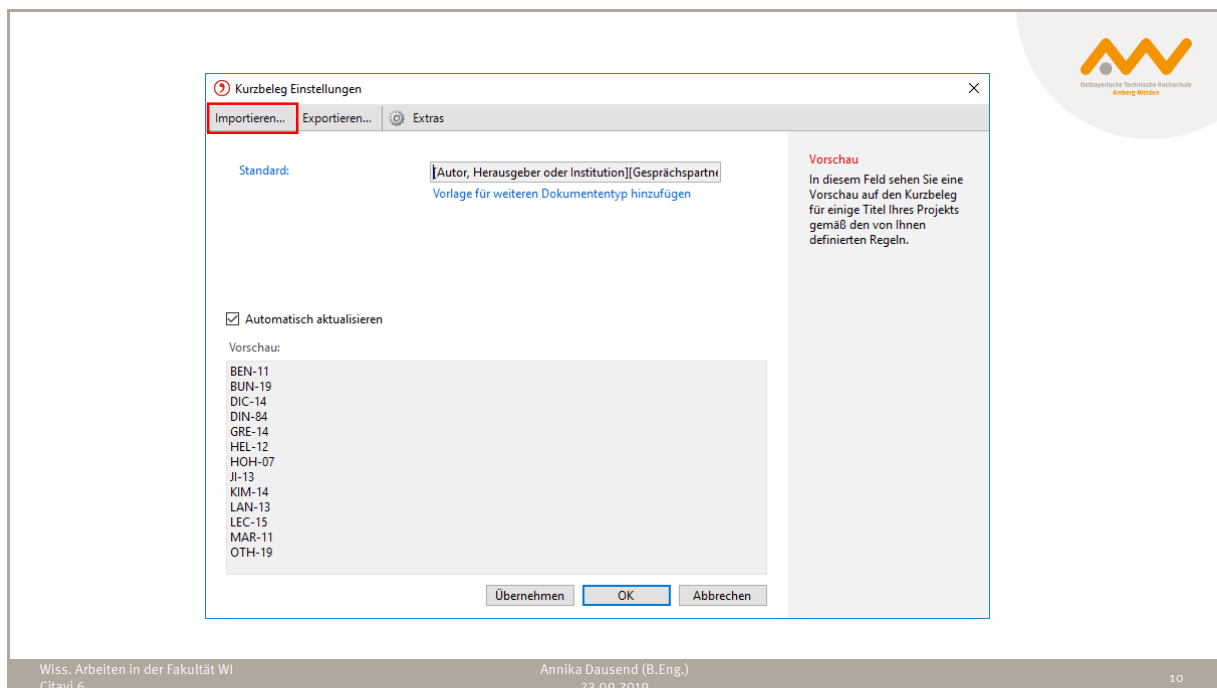 Ostbayerische Technische Hochschule
Amberg-Weiden
Kurzbeleg Einstellungen
Importieren... Exportieren... Extras
Standard:
[Autor, Herausgeber oder Institution][Gesprächspartne
Vorlage für weiteren Dokumententyp hinzufügen
Vorschau
In diesem Feld sehen Sie eine
Vorschau auf den Kurzbeleg
für einige Titel Ihres Projekts
gemäß den von Ihnen
definierten Regeln.
Automatisch aktualisieren
Vorschau:
BEN-11
BUN-19
DIC-14
DIN-84
GRE-14
HEL-12
HOH-07
JI-13
KIM-14
LAN-13
LEC-15
MAR-11
OTH-19
Übernehmen OK Abbrechen
Wiss. Arbeiten in der Fakultät WI
Citavi 6
Annika Dausend (B.Eng.)
23.09.2019
10